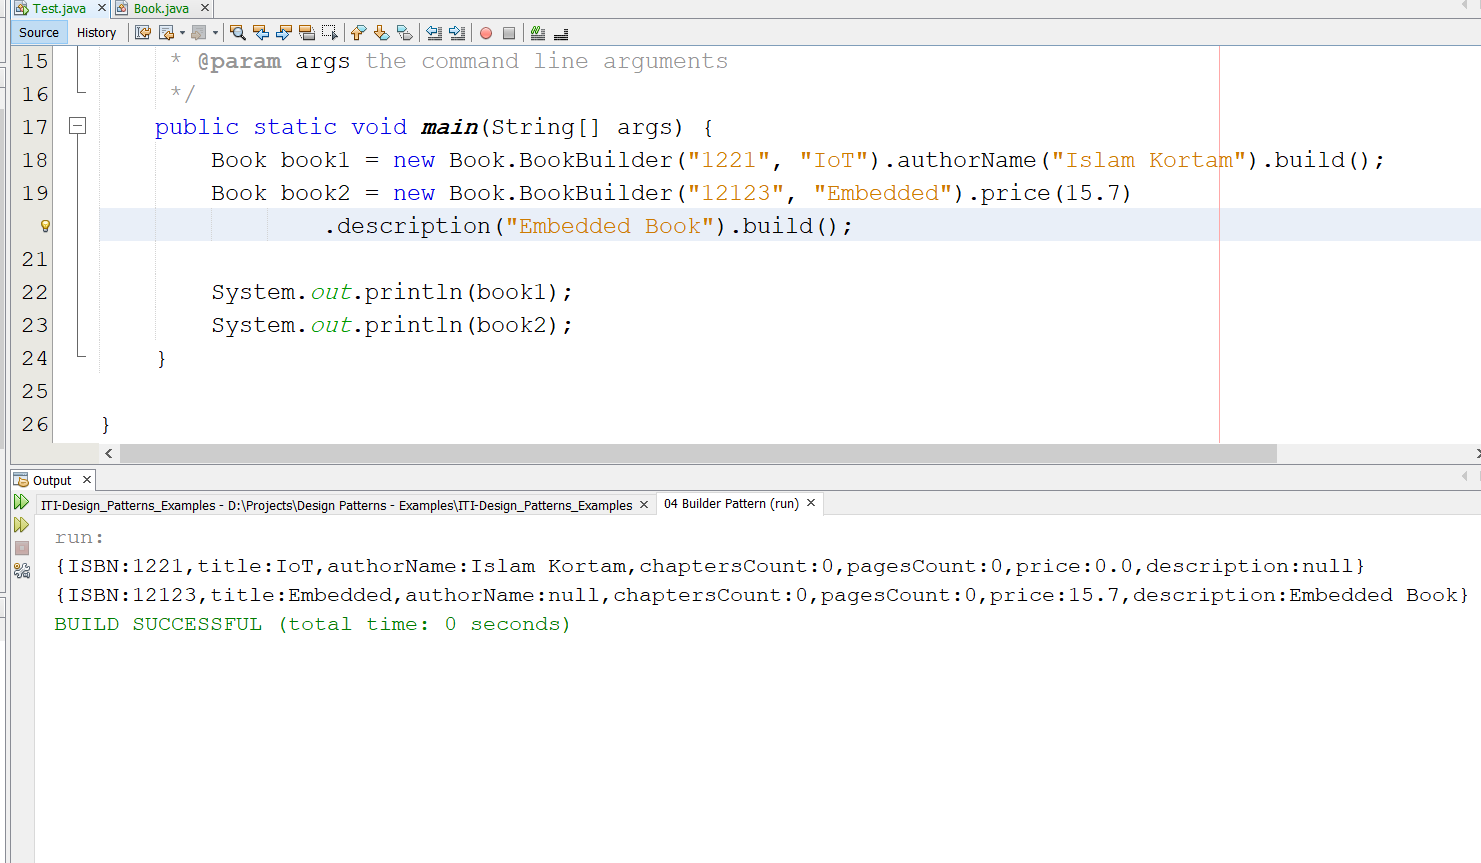 Test.java Book.java
Source History
15 * @param args the command line arguments
16 */
17 public static void main(String[] args) {
18 Book book1 = new Book.BookBuilder("1221", "IoT").authorName("Islam Kortam").build();
19 Book book2 = new Book.BookBuilder("12123", "Embedded").price(15.7)
.description("Embedded Book").build();
21
22 System.out.println(book1);
23 System.out.println(book2);
24 }
25
26 }
Output
ITI-Design_Patterns_Examples - D:\Projects\Design Patterns - Examples\ITI-Design_Patterns_Examples 04 Builder Pattern (run)
run:
{ISBN:1221,title:IoT,authorName:Islam Kortam,chaptersCount:0,pagesCount:0,price:0.0,description:null}
{ISBN:12123,title:Embedded,authorName:null,chaptersCount:0,pagesCount:0,price:15.7,description:Embedded Book}
BUILD SUCCESSFUL (total time: 0 seconds)